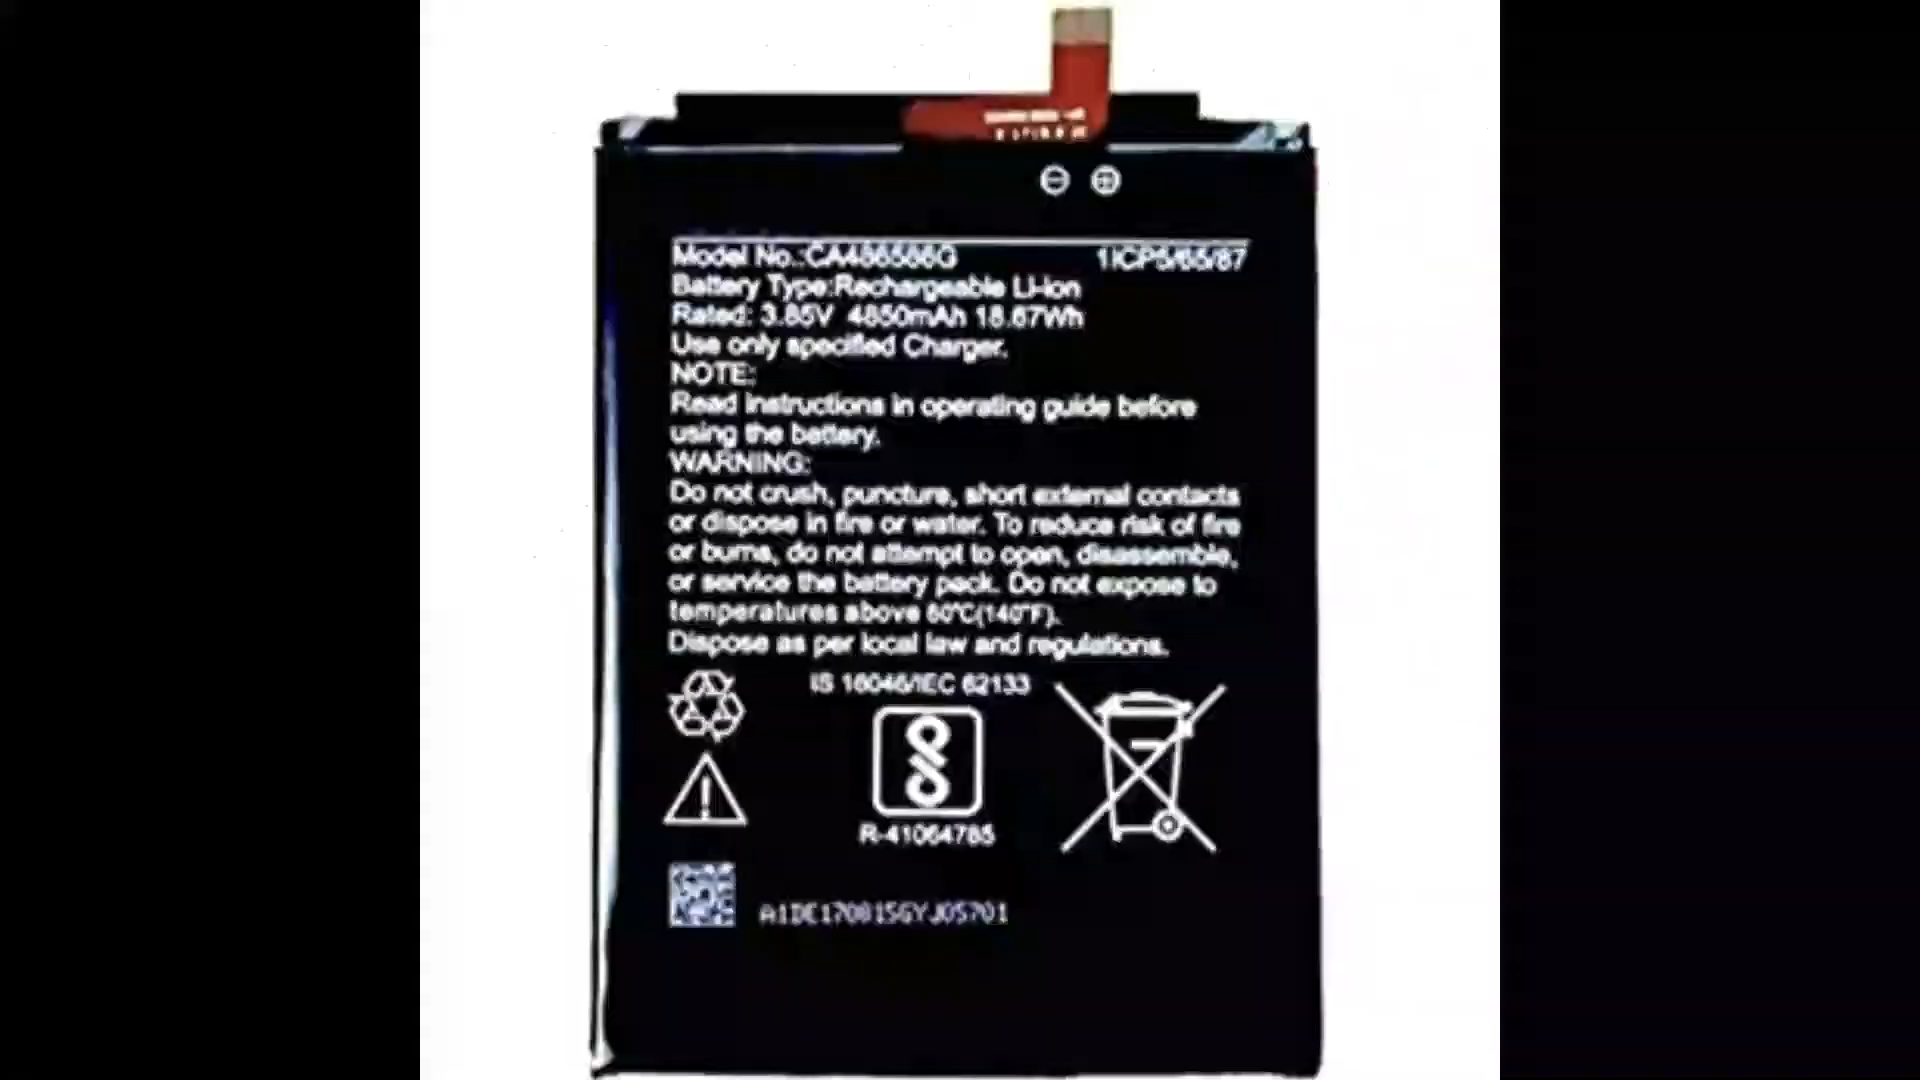 Model No.:CA486586G 1ICP5/65/87
Battery Type:Rechargeable Li-ion
Rated: 3.85V 4850mAh 18.67Wh
Use only specified Charger.
NOTE:
Read instructions in operating guide before
using the battery.
WARNING:
Do not crush, puncture, short external contacts
or dispose in fire or water. To reduce risk of fire
or burns, do not attempt to open, disassemble,
or service the battery pack. Do not expose to
temperatures above 60°C(140°F).
Dispose as per local law and regulations.
IS 16046/IEC 62133
R-41064785
A1DE170815GYJ05701